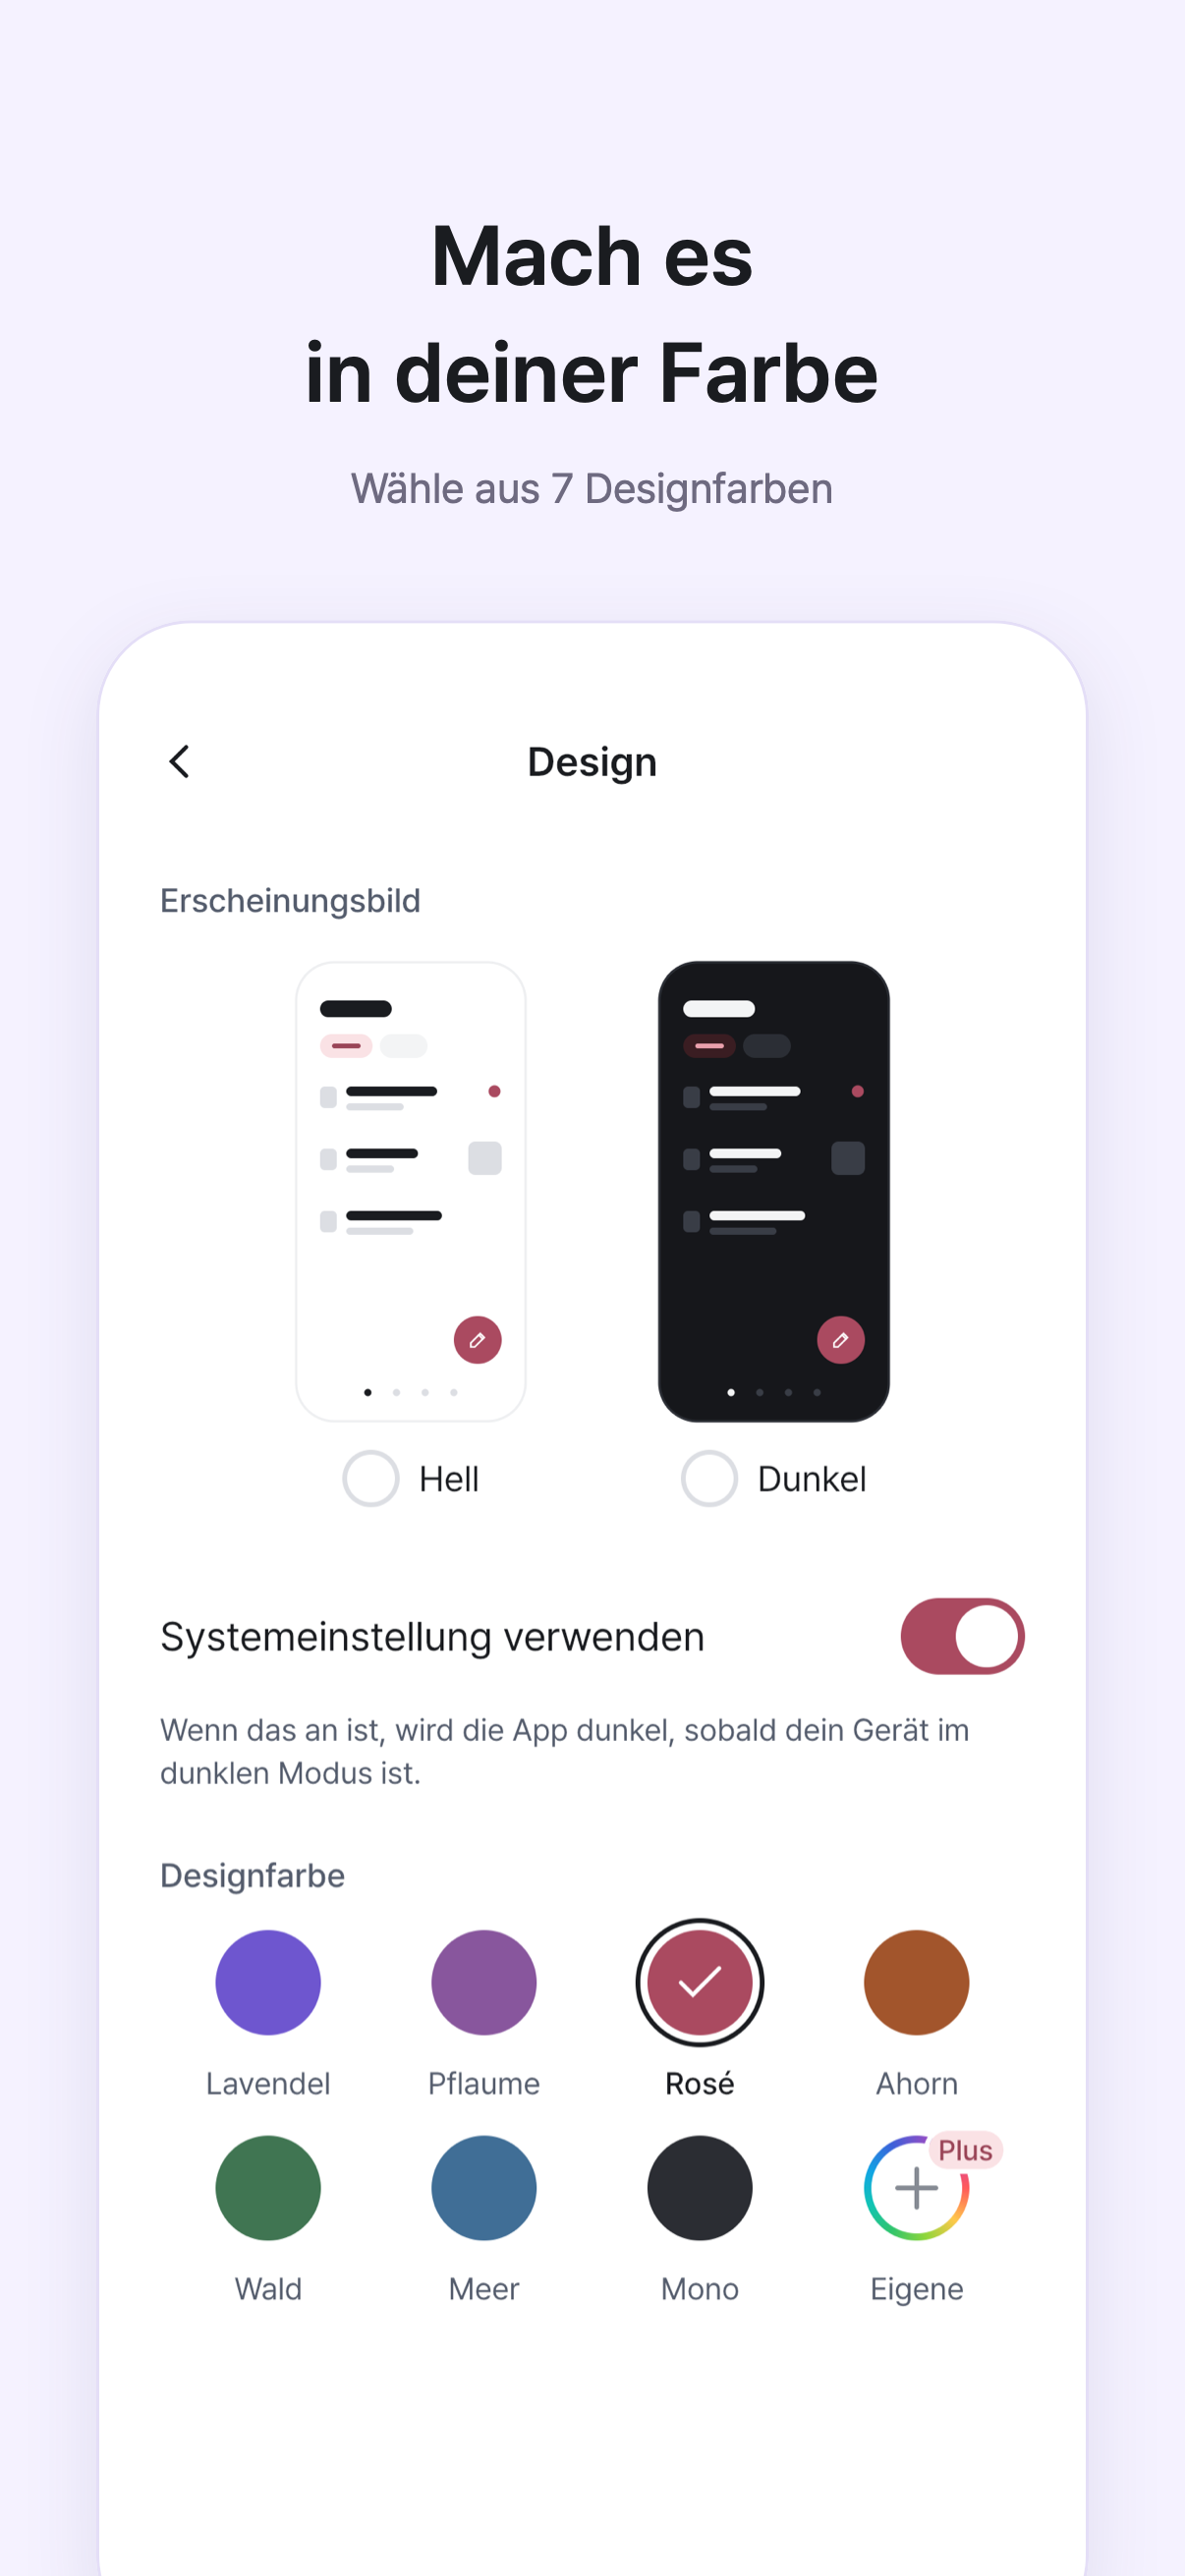 Mach es
in deiner Farbe
Wähle aus 7 Designfarben
Design
Erscheinungsbild
Hell
Dunkel
Systemeinstellung verwenden
Wenn das an ist, wird die App dunkel, sobald dein Gerät im
dunklen Modus ist.
Designfarbe
Lavendel
Pflaume
Rosé
Ahorn
Plus
Wald
Meer
Mono
Eigene